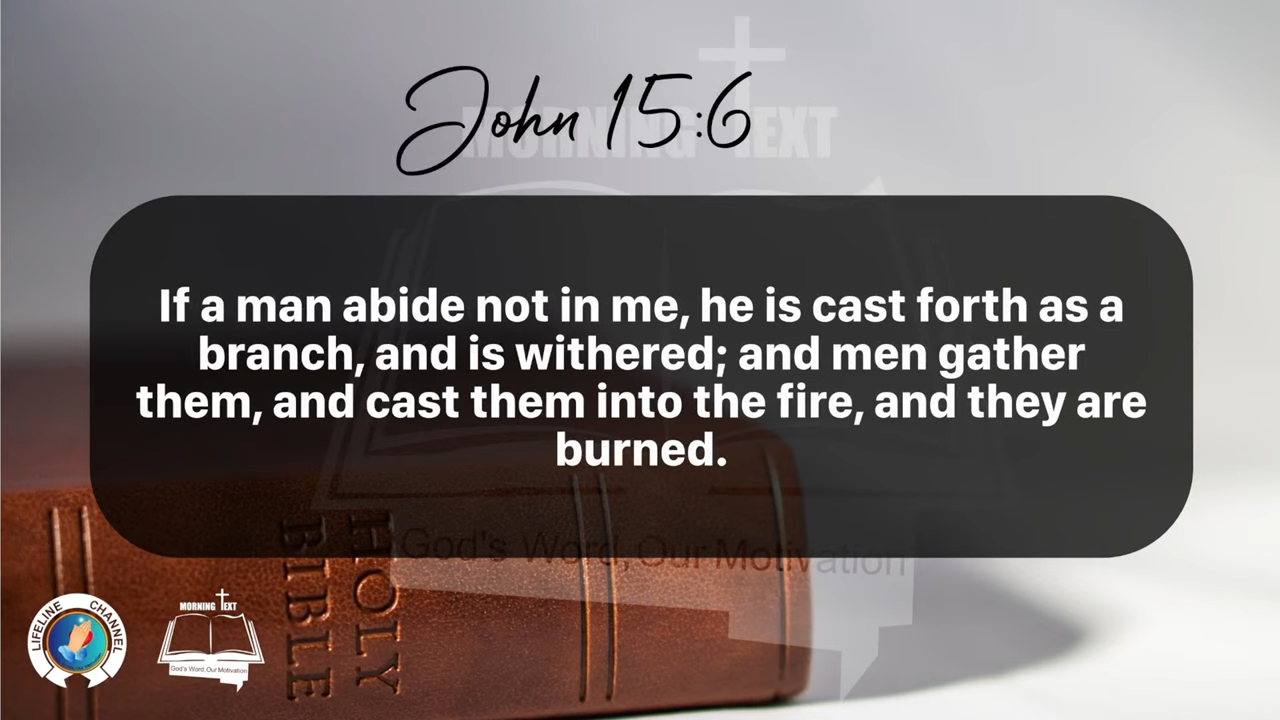 John 15:6
MORNING TEXT
If a man abide not in me, he is cast forth as a
branch, and is withered; and men gather
them, and cast them into the fire, and they are
burned.
God's Word, Our Motivation
HOLY
BIBLE
LIFELINE CHANNEL
MORNING TEXT
God's Word, Our Motivation